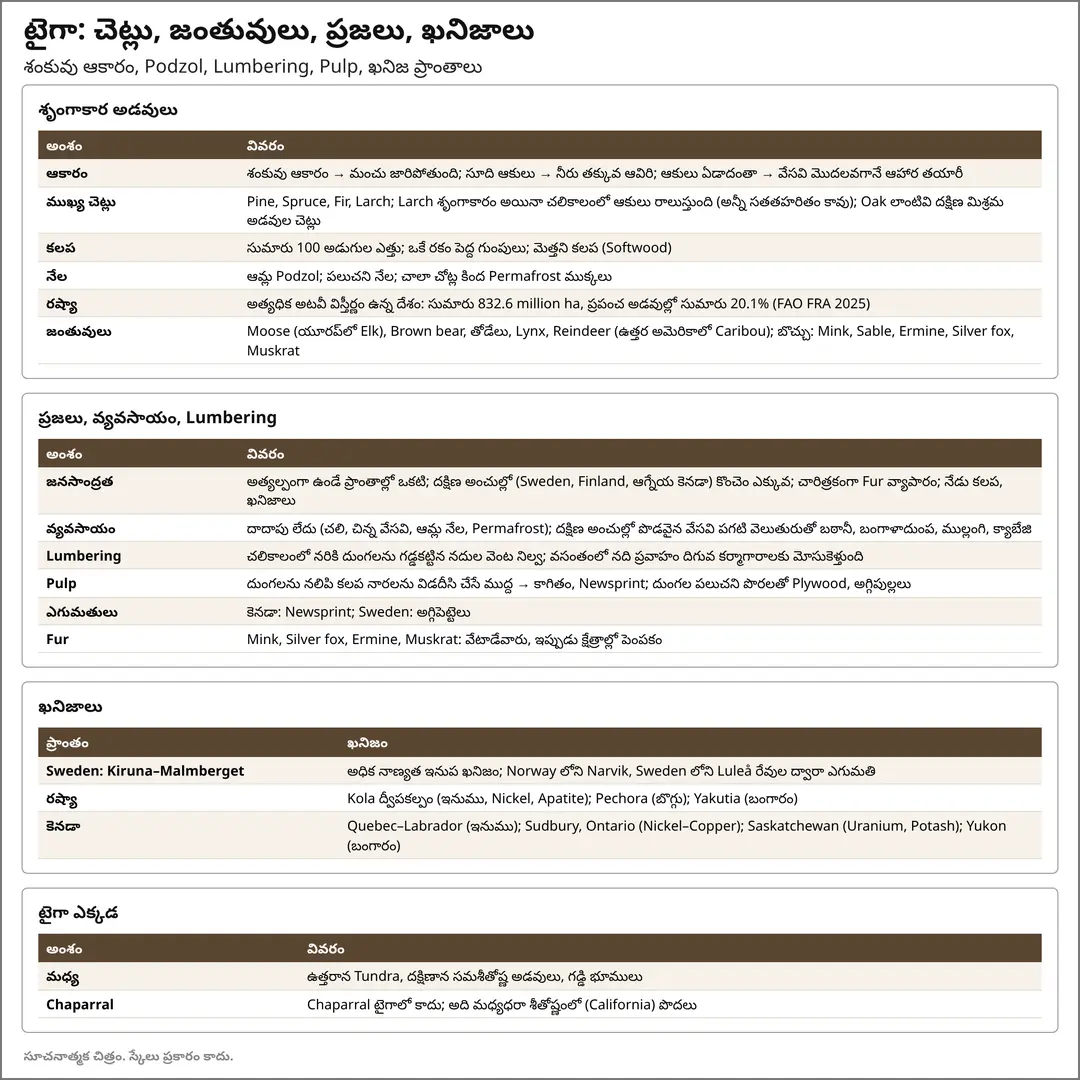 టైగా: చెట్లు, జంతువులు, ప్రజలు, ఖనిజాలు
శంకువు ఆకారం, Podzol, Lumbering, Pulp, ఖనిజ ప్రాంతాలు
శృంగాకార అడవులు
అంశం వివరం
ఆకారం శంకువు ఆకారం → మంచు జారిపోతుంది; సూది ఆకులు → నీరు తక్కువ ఆవిరి; ఆకులు ఏడాదంతా → వేసవి మొదలవగానే ఆహార తయారీ
ముఖ్య చెట్లు Pine, Spruce, Fir, Larch; Larch శృంగాకారం అయినా చలికాలంలో ఆకులు రాలుస్తుంది (అన్నీ సతతహరితం కావు); Oak లాంటివి దక్షిణ మిశ్రమ
అడవుల చెట్లు
కలప సుమారు 100 అడుగుల ఎత్తు; ఒకే రకం పెద్ద గుంపులు; మెత్తని కలప (Softwood)
నేల ఆమ్ల Podzol; పలుచని నేల; చాలా చోట్ల కింద Permafrost ముక్కలు
రష్యా అత్యధిక అటవీ విస్తీర్ణం ఉన్న దేశం: సుమారు 832.6 million ha, ప్రపంచ అడవుల్లో సుమారు 20.1% (FAO FRA 2025)
జంతువులు Moose (యూరప్‌లో Elk), Brown bear, తోడేలు, Lynx, Reindeer (ఉత్తర అమెరికాలో Caribou); బొచ్చు: Mink, Sable, Ermine, Silver fox,
Muskrat
ప్రజలు, వ్యవసాయం, Lumbering
అంశం వివరం
జనసాంద్రత అత్యల్పంగా ఉండే ప్రాంతాల్లో ఒకటి; దక్షిణ అంచుల్లో (Sweden, Finland, ఆగ్నేయ కెనడా) కొంచెం ఎక్కువ; చారిత్రకంగా Fur వ్యాపారం; నేడు కలప,
ఖనిజాలు
వ్యవసాయం దాదాపు లేదు (చలి, చిన్న వేసవి, ఆమ్ల నేల, Permafrost); దక్షిణ అంచుల్లో పొడవైన వేసవి పగటి వెలుతురుతో బఠానీ, బంగాళాదుంప, ముల్లంగి, క్యాబేజి
Lumbering చలికాలంలో నరికి దుంగలను గడ్డకట్టిన నదుల వెంట నిల్వ; వసంతంలో నది ప్రవాహం దిగువ కర్మాగారాలకు మోసుకెళ్తుంది
Pulp దుంగలను నలిపి కలప నారలను విడదీసి చేసే ముద్ద → కాగితం, Newsprint; దుంగల పలుచని పొరలతో Plywood, అగ్గిపుల్లలు
ఎగుమతులు కెనడా: Newsprint; Sweden: అగ్గిపెట్టెలు
Fur Mink, Silver fox, Ermine, Muskrat: వేటాడేవారు, ఇప్పుడు క్షేత్రాల్లో పెంపకం
ఖనిజాలు
ప్రాంతం ఖనిజం
Sweden: Kiruna–Malmberget అధిక నాణ్యత ఇనుప ఖనిజం; Norway లోని Narvik, Sweden లోని Luleå రేవుల ద్వారా ఎగుమతి
రష్యా Kola ద్వీపకల్పం (ఇనుము, Nickel, Apatite); Pechora (బొగ్గు); Yakutia (బంగారం)
కెనడా Quebec–Labrador (ఇనుము); Sudbury, Ontario (Nickel–Copper); Saskatchewan (Uranium, Potash); Yukon
(బంగారం)
టైగా ఎక్కడ
అంశం వివరం
మధ్య ఉత్తరాన Tundra, దక్షిణాన సమశీతోష్ణ అడవులు, గడ్డి భూములు
Chaparral Chaparral టైగాలో కాదు; అది మధ్యధరా శీతోష్ణంలో (California) పొదలు
సూచనాత్మక చిత్రం. స్కేలు ప్రకారం కాదు.